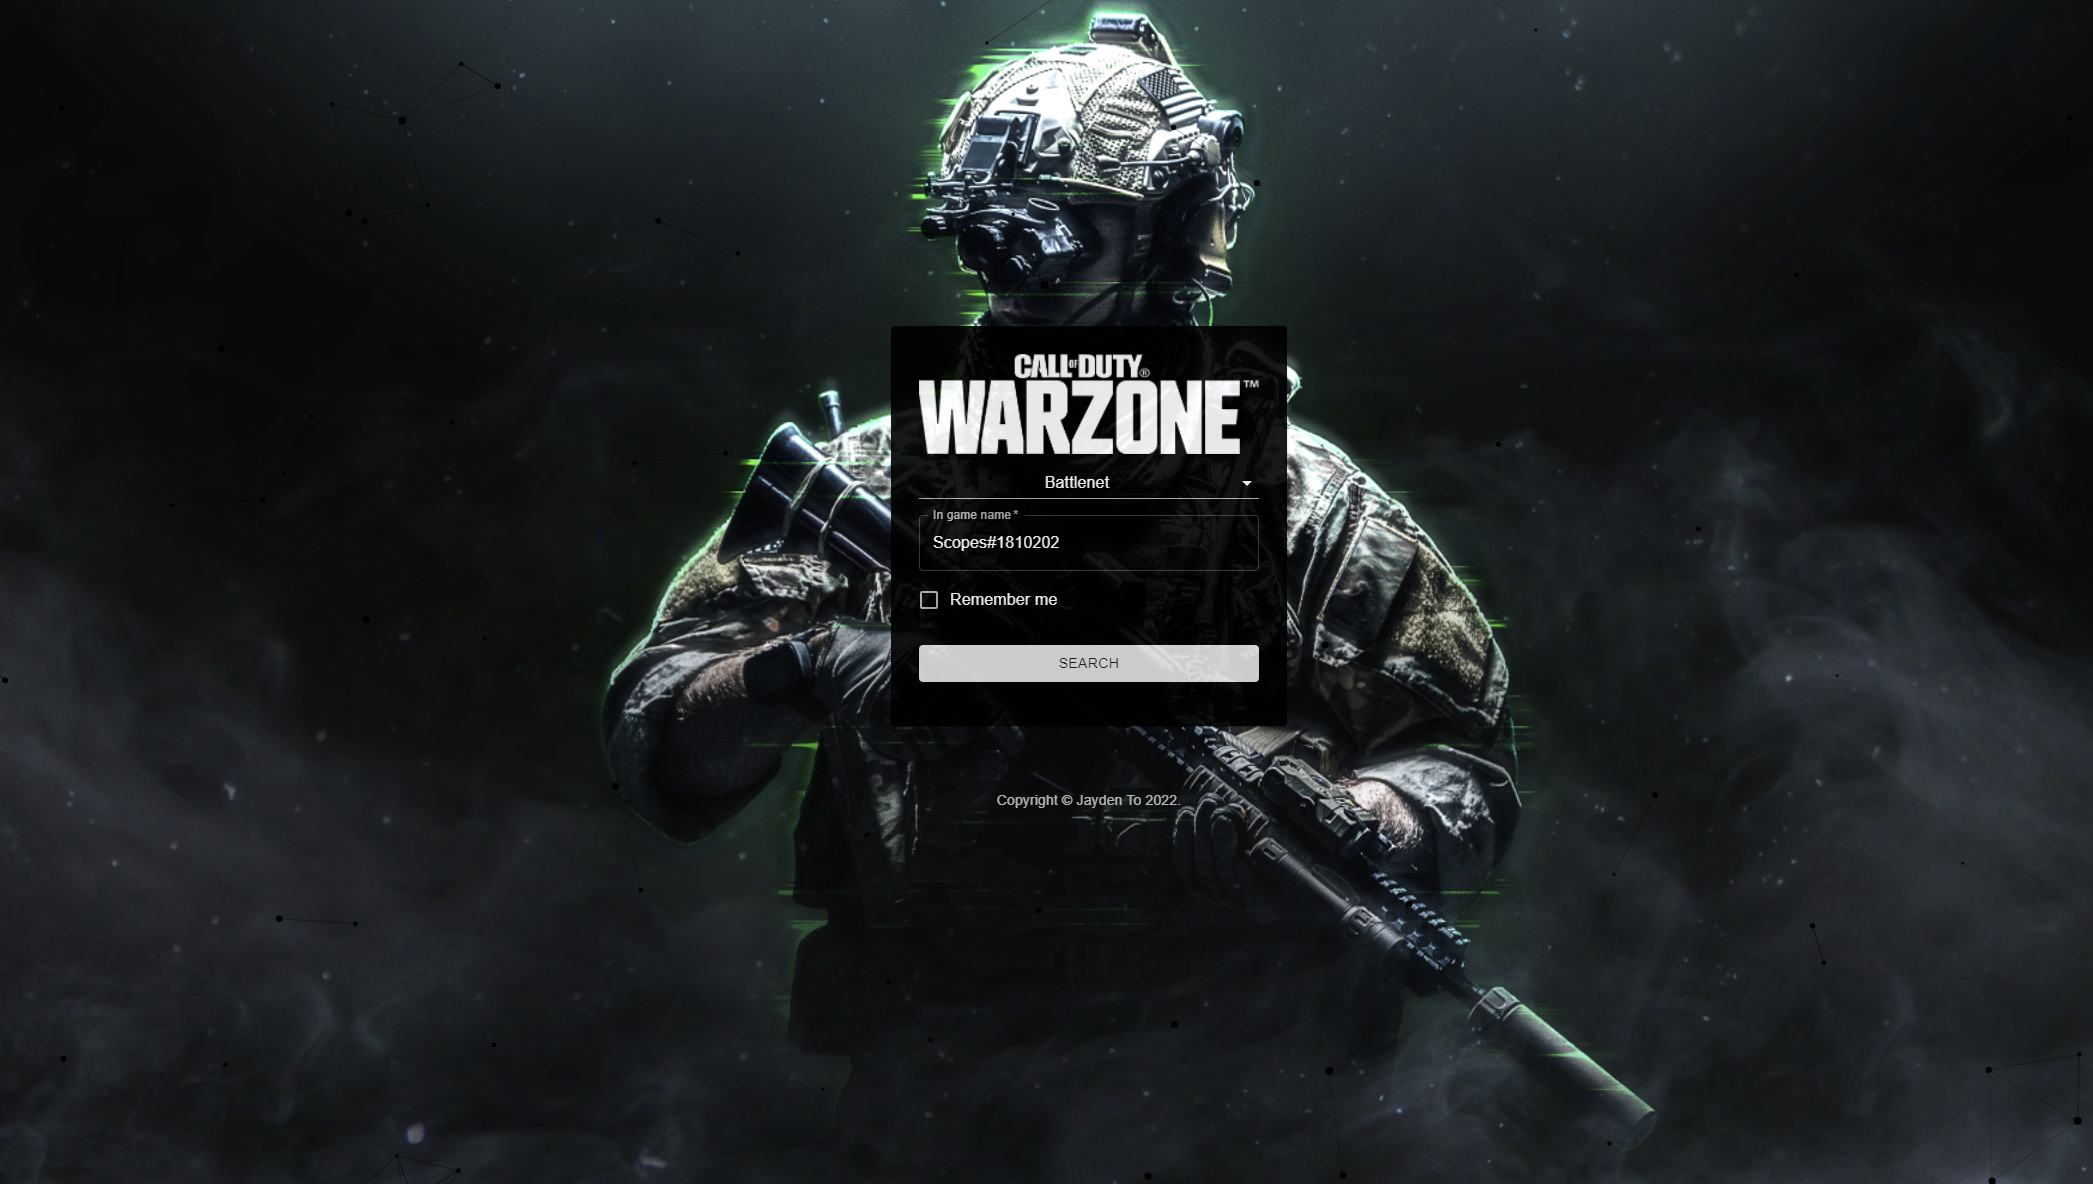 CALL OF DUTY®
WARZONE™
Battlenet
In game name *
Scopes#1810202
Remember me
SEARCH
Copyright © Jayden To 2022.